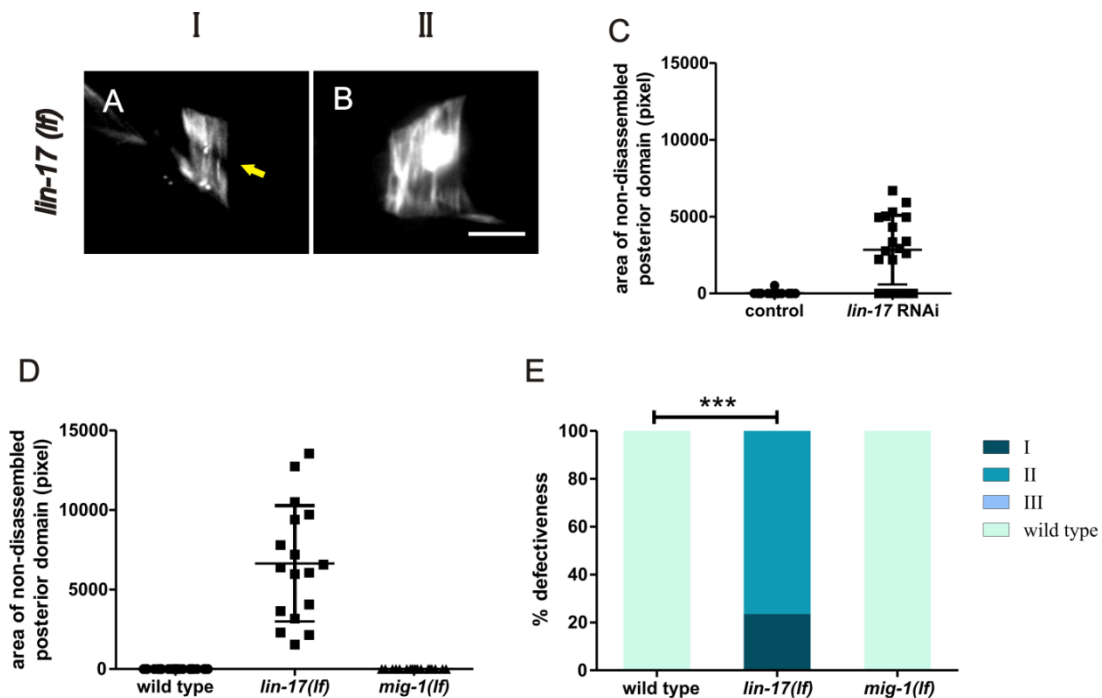 I
II
C
A
B
lin-17 (lf)
area of non-disassembled
posterior domain (pixel)
15000
10000
5000
0
control
lin-17 RNAi
D
E
area of non-disassembled
posterior domain (pixel)
15000
10000
5000
0
wild type
lin-17(lf)
mig-1(lf)
% defectiveness
100
80
60
40
20
0
***
wild type
lin-17(lf)
mig-1(lf)
I
II
III
wild type